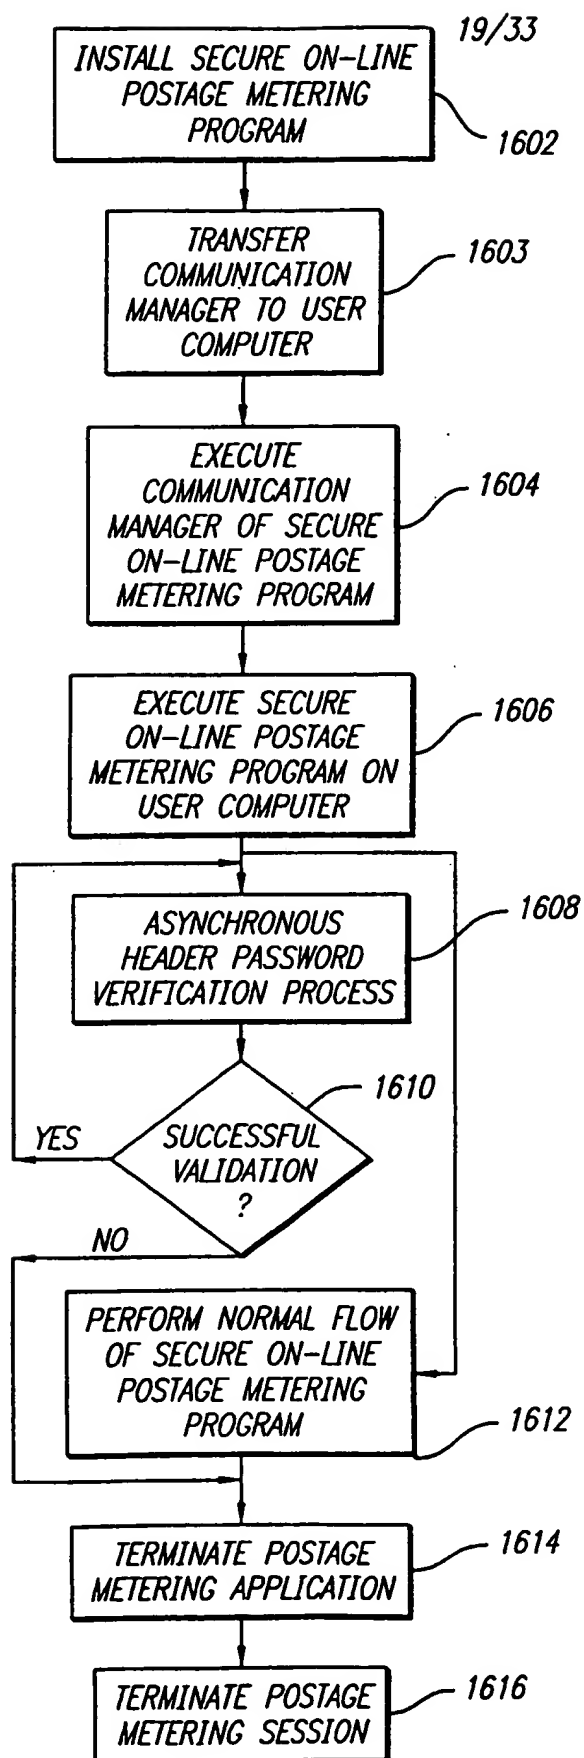 19/33
INSTALL SECURE ON-LINE
POSTAGE METERING
PROGRAM
1602
TRANSFER
COMMUNICATION
MANAGER TO USER
COMPUTER
1603
EXECUTE
COMMUNICATION
MANAGER OF SECURE
ON-LINE POSTAGE
METERING PROGRAM
1604
EXECUTE SECURE
ON-LINE POSTAGE
METERING PROGRAM ON
USER COMPUTER
1606
ASYNCHRONOUS
HEADER PASSWORD
VERIFICATION PROCESS
1608
1610
YES
SUCCESSFUL
VALIDATION
?
NO
PERFORM NORMAL FLOW
OF SECURE ON-LINE
POSTAGE METERING
PROGRAM
1612
TERMINATE POSTAGE
METERING APPLICATION
1614
TERMINATE POSTAGE
METERING SESSION
1616